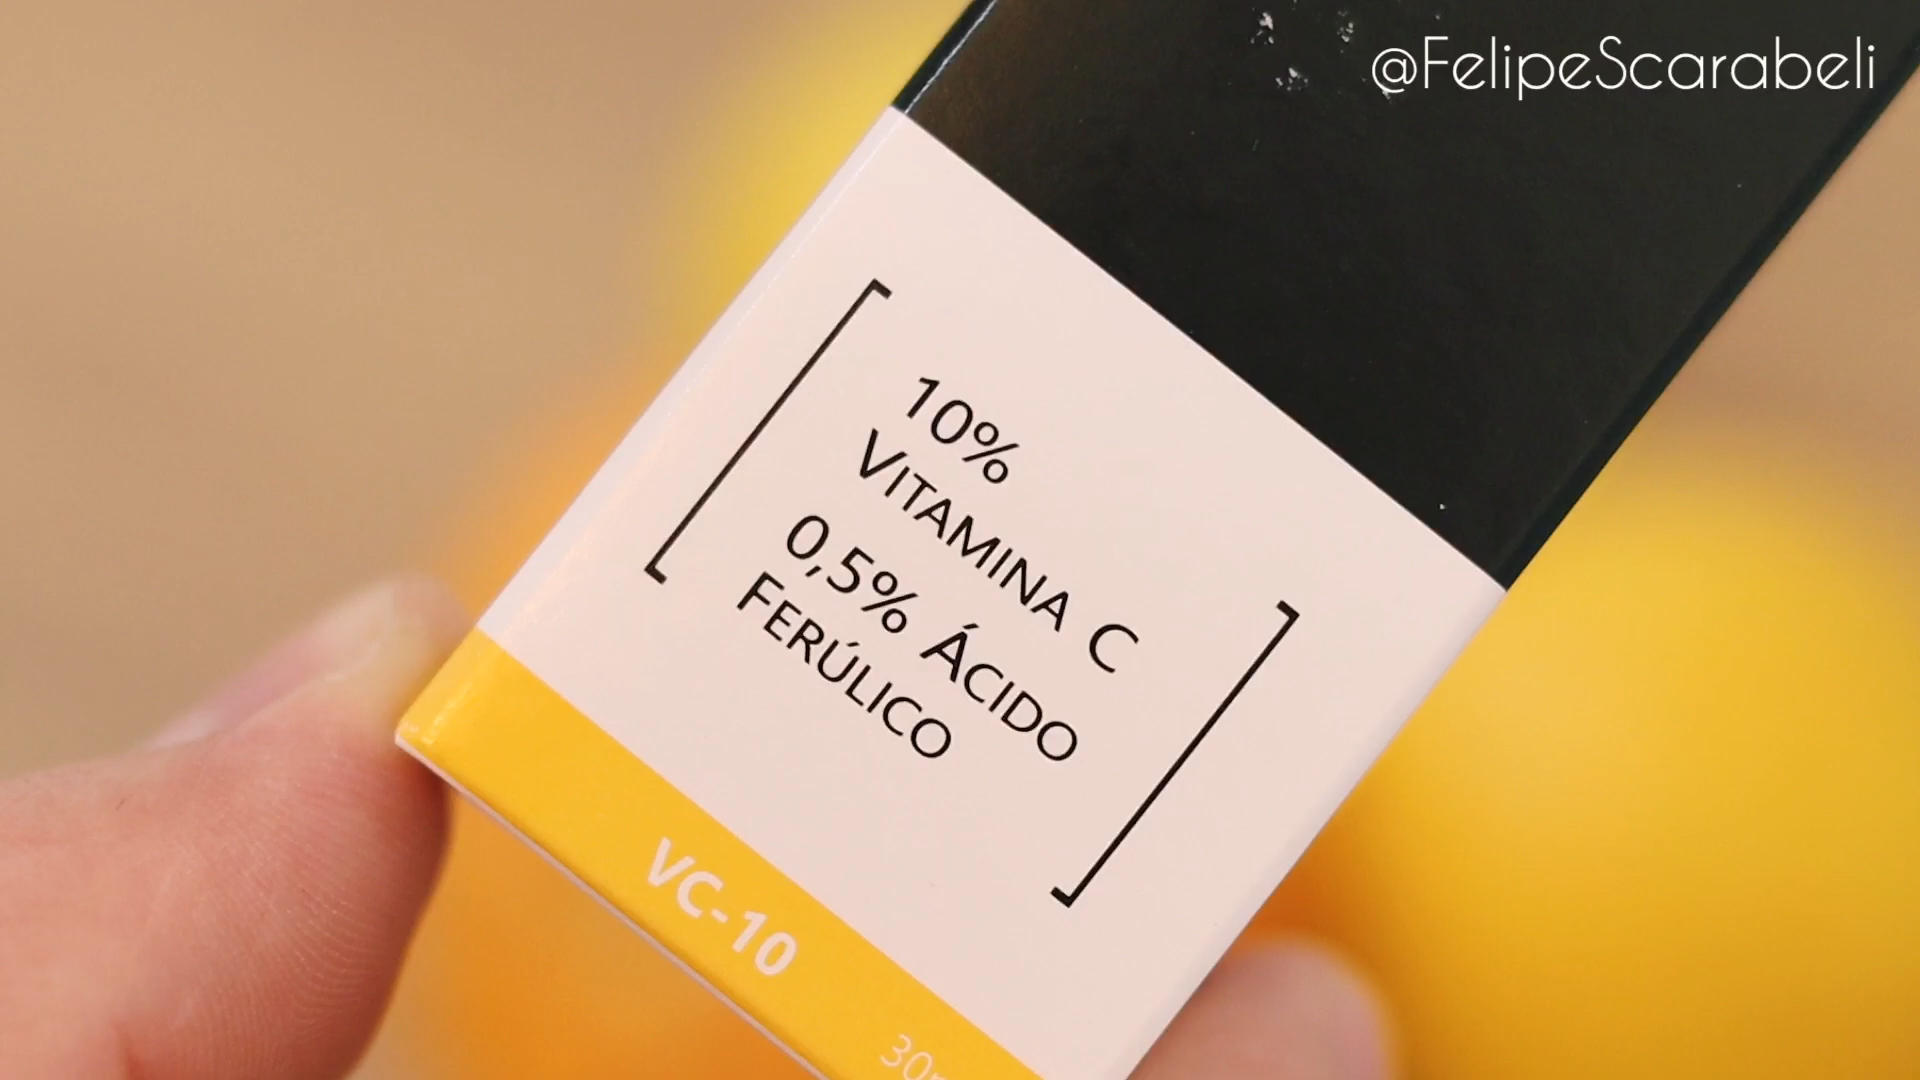 @FelipeScarabeli
10%
VITAMINA C
0,5% ÁCIDO
FERÚLICO
VC-10